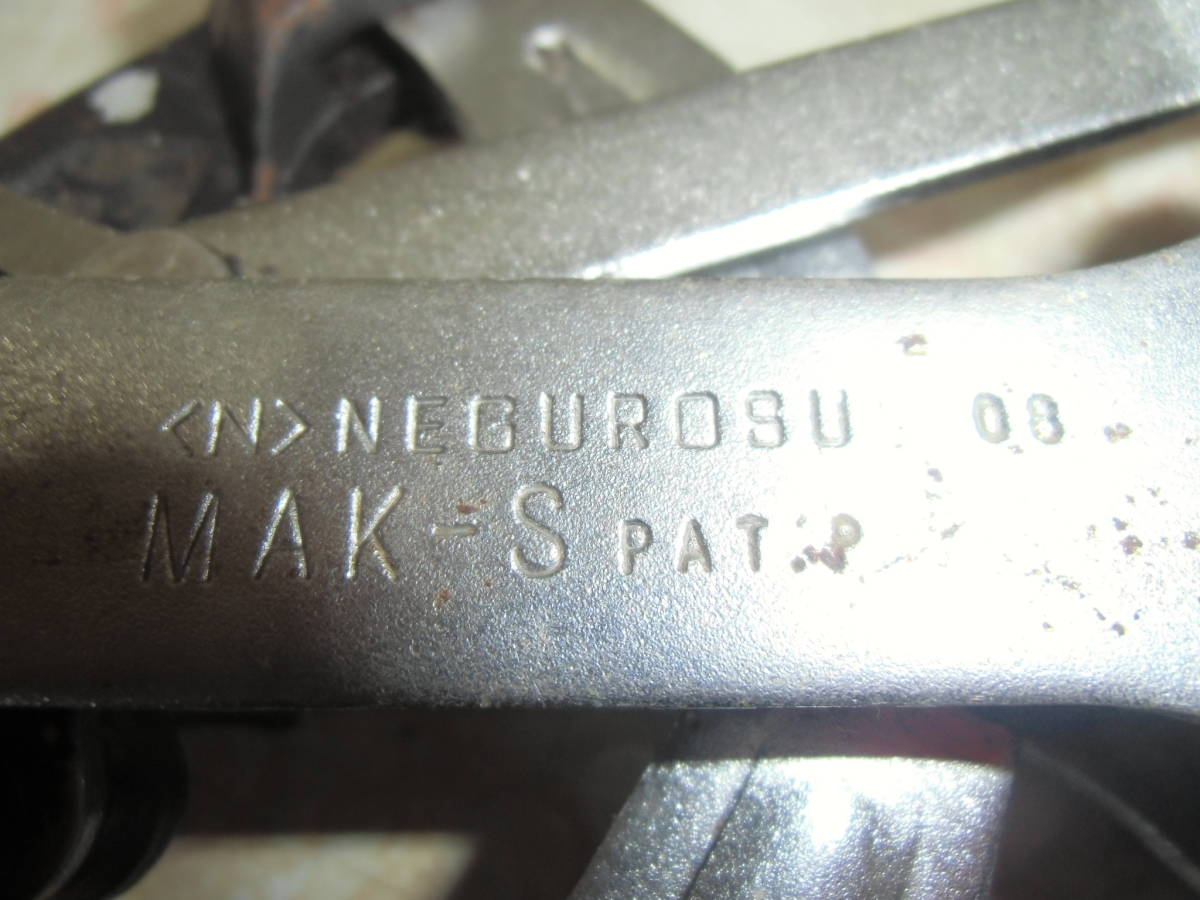 <N> NEGUROSU 08
MAK-S PAT. P